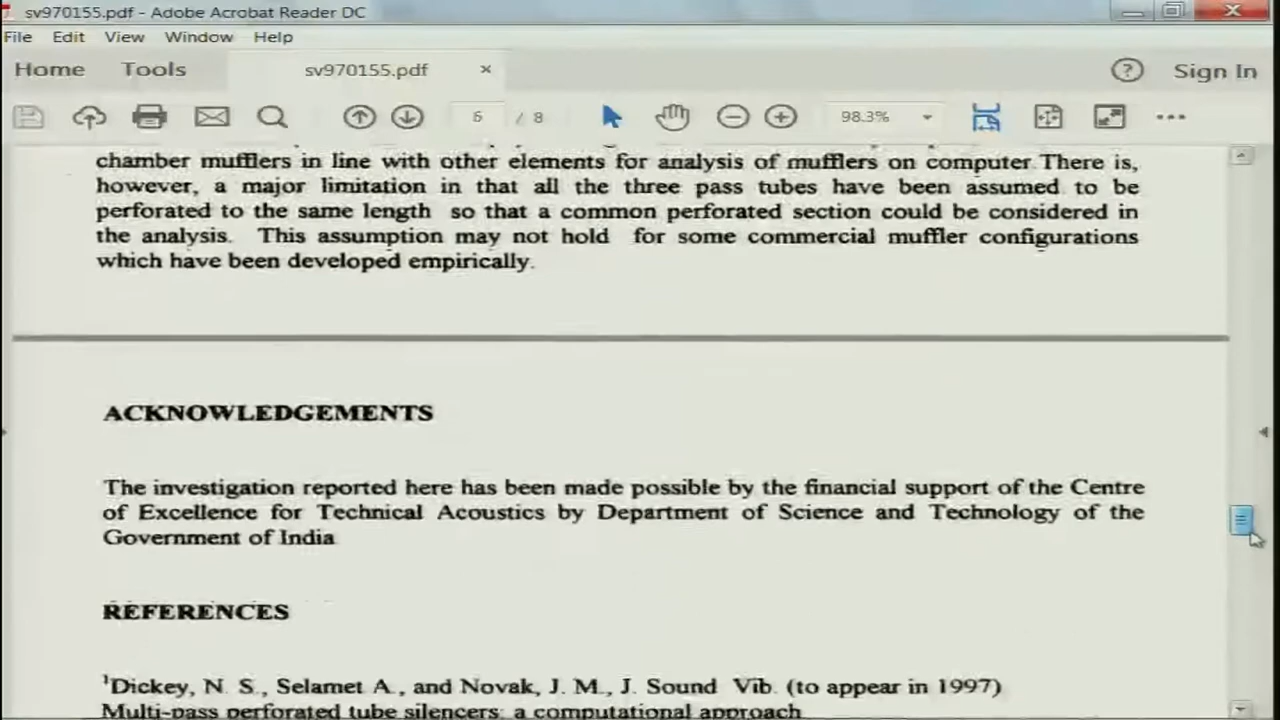 sv970155.pdf - Adobe Acrobat Reader DC
File Edit View Window Help
Home Tools sv970155.pdf × ? Sign In
6 / 8 98.3%
chamber mufflers in line with other elements for analysis of mufflers on computer There is,
however, a major limitation in that all the three pass tubes have been assumed to be
perforated to the same length so that a common perforated section could be considered in
the analysis. This assumption may not hold for some commercial muffler configurations
which have been developed empirically.
ACKNOWLEDGEMENTS
The investigation reported here has been made possible by the financial support of the Centre
of Excellence for Technical Acoustics by Department of Science and Technology of the
Government of India
REFERENCES
1Dickey, N. S., Selamet A., and Novak, J. M., J. Sound Vib. (to appear in 1997)
Multi-pass perforated tube silencers: a computational approach